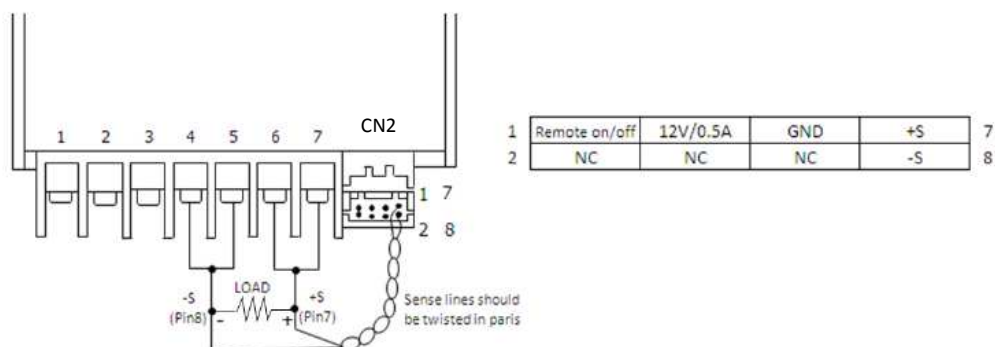 1 2 3 4 5 6 7 CN2
1 7
2 8
-S
(Pin8)
LOAD
- +
+S
(Pin7)
Sense lines should
be twisted in paris
1 Remote on/off 12V/0.5A GND +S 7
2 NC NC NC -S 8